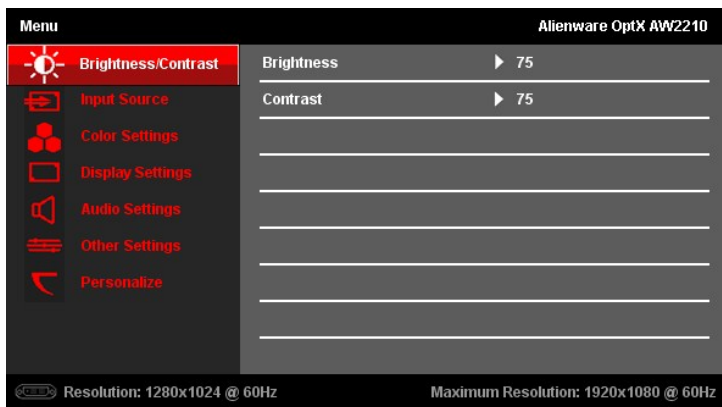 Menu Alienware OptX AW2210
Brightness/Contrast Brightness 75
Input Source Contrast 75
Color Settings
Display Settings
Audio Settings
Other Settings
Personalize
Resolution: 1280x1024 @ 60Hz Maximum Resolution: 1920x1080 @ 60Hz